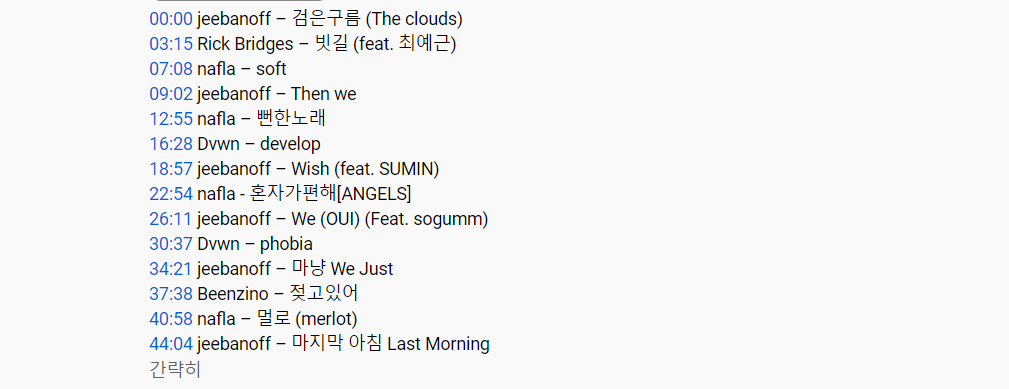 00:00 jeebanoff – 검은구름 (The clouds)
03:15 Rick Bridges – 빗길 (feat. 최예근)
07:08 nafla – soft
09:02 jeebanoff – Then we
12:55 nafla – 뻔한노래
16:28 Dvwn – develop
18:57 jeebanoff – Wish (feat. SUMIN)
22:54 nafla - 혼자가편해[ANGELS]
26:11 jeebanoff – We (OUI) (Feat. sogumm)
30:37 Dvwn – phobia
34:21 jeebanoff – 마냥 We Just
37:38 Beenzino – 젖고있어
40:58 nafla – 멀로 (merlot)
44:04 jeebanoff – 마지막 아침 Last Morning
간략히